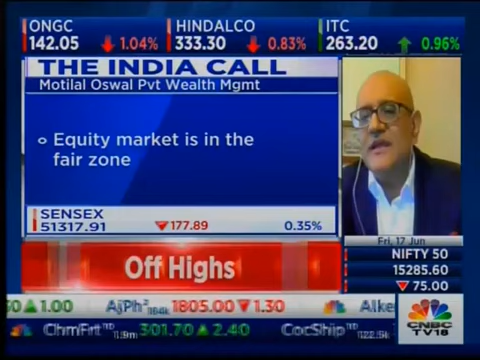 ONGC
142.05 1.04%
HINDALCO
333.30 0.83%
ITC
263.20 0.96%
THE INDIA CALL
Motilal Oswal Pvt Wealth Mgmt
Equity market is in the
fair zone
SENSEX
51317.91 177.89 0.35%
Fri, 17 Jun
NIFTY 50
15285.60
75.00
Off Highs
1.00 1805.00 1.30 Alke
301.70 2.40 CocShip
CNBC
TV18